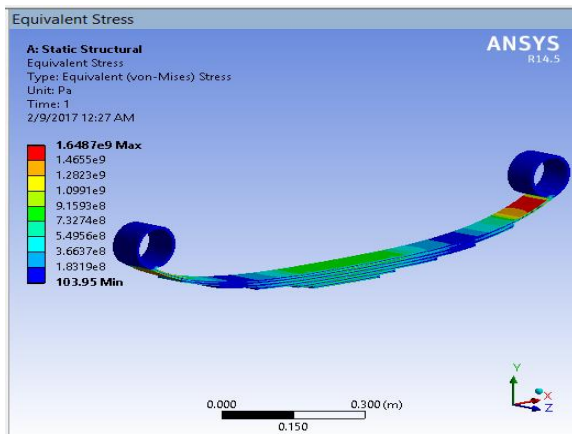 Equivalent Stress
A: Static Structural
Equivalent Stress
Type: Equivalent (von-Mises) Stress
Unit: Pa
Time: 1
2/9/2017 12:27 AM
ANSYS
R14.5
1.6487e9 Max
1.4655e9
1.2823e9
1.0991e9
9.1593e8
7.3274e8
5.4956e8
3.6637e8
1.8319e8
103.95 Min
0.000 0.300 (m)
0.150
Y
X
Z